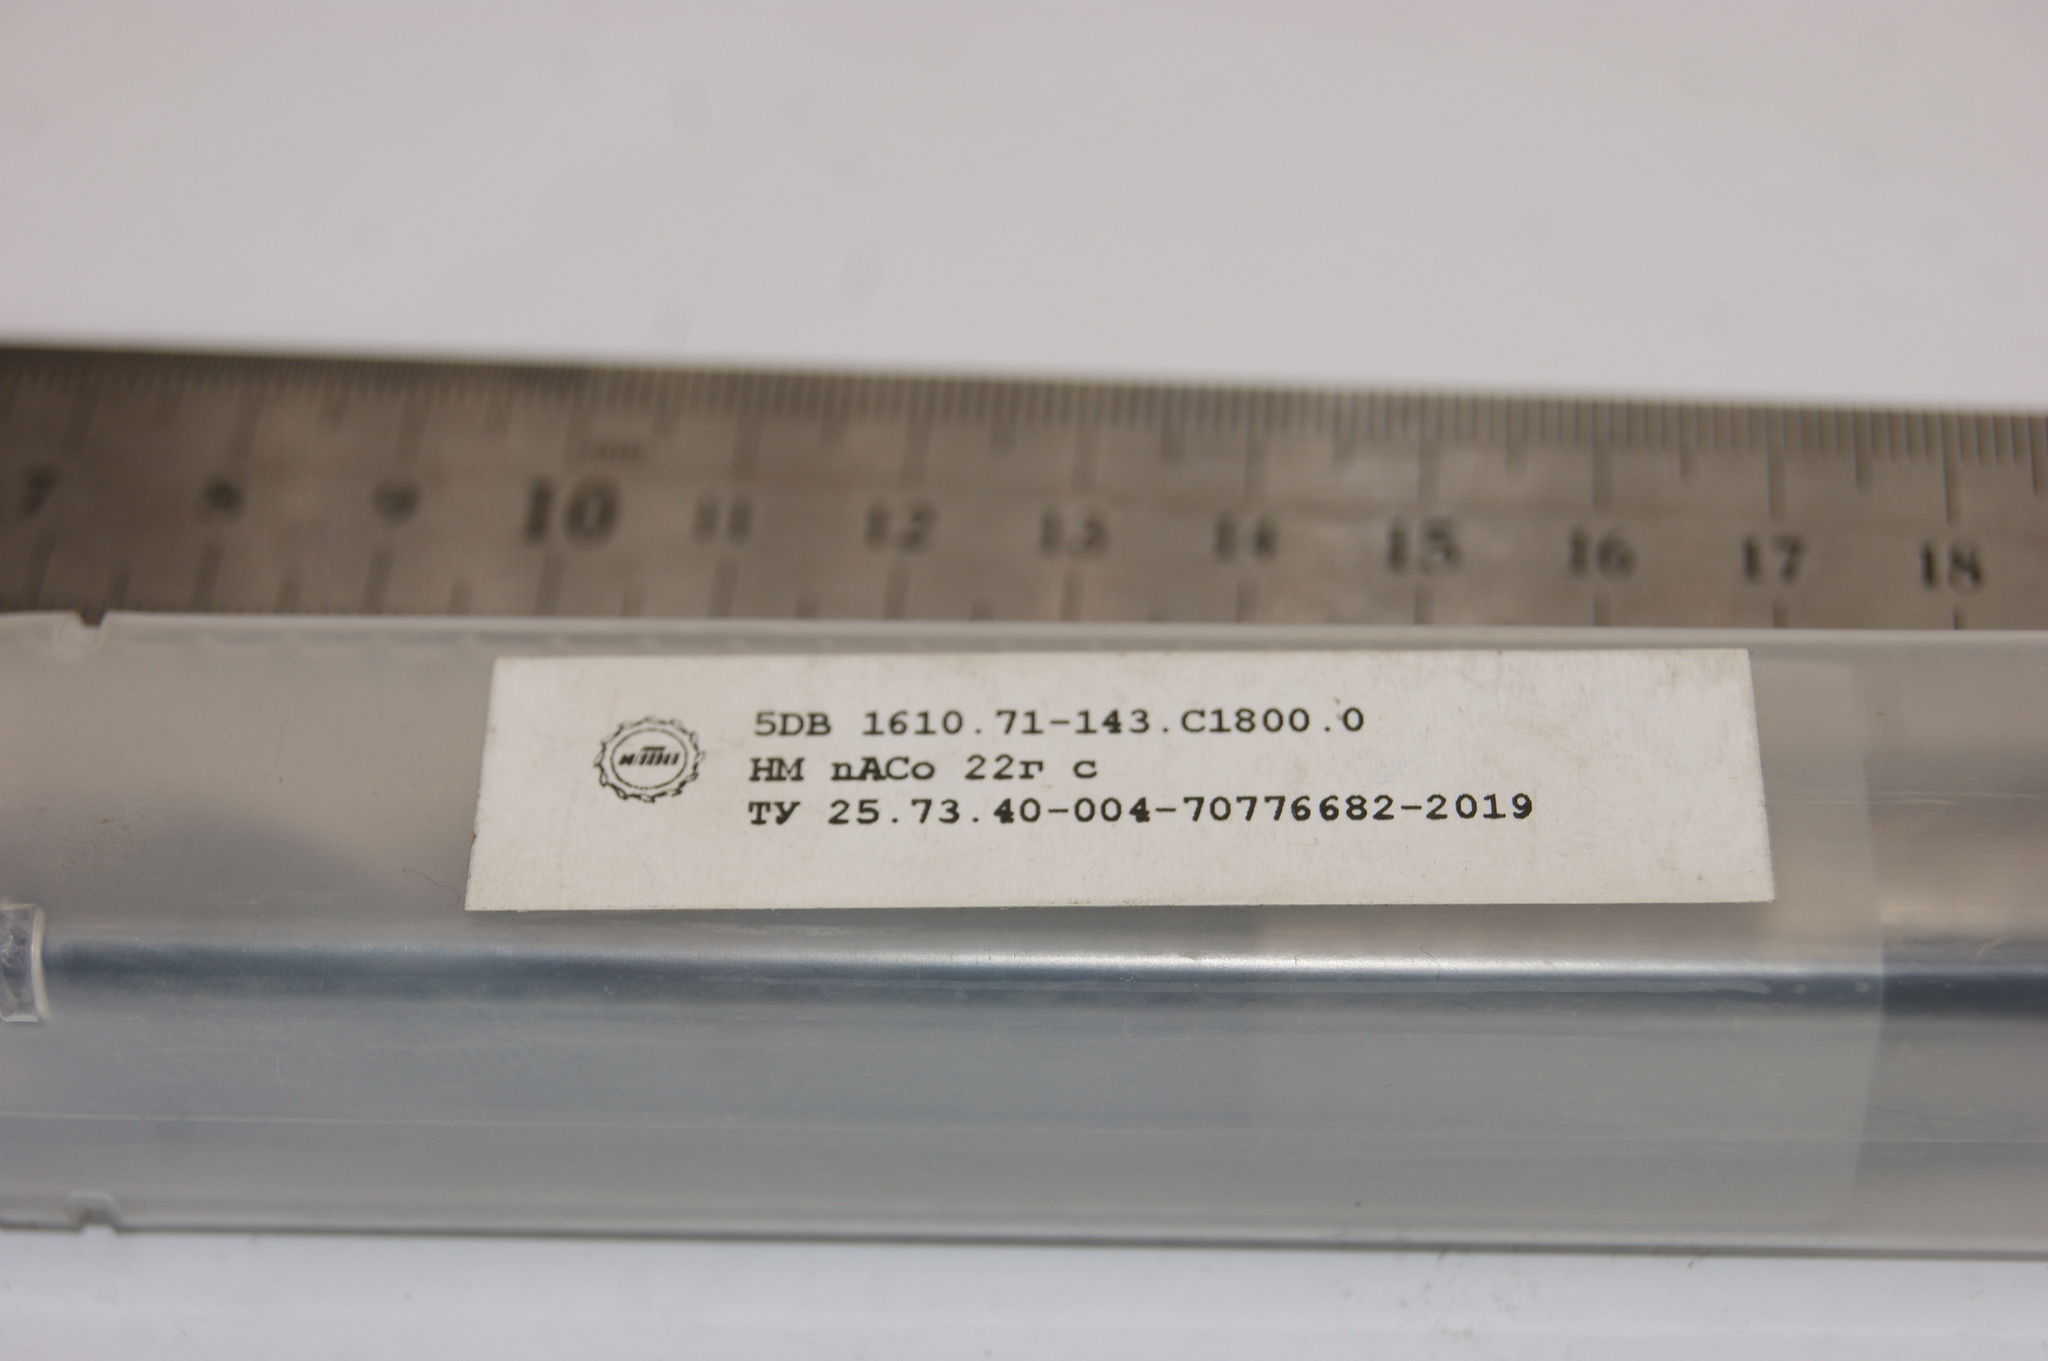 7 8 9 10 11 12 13 14 15 16 17 18
5DB 1610.71-143.C1800.0
НМ nACo 22г с
ТУ 25.73.40-004-70776682-2019